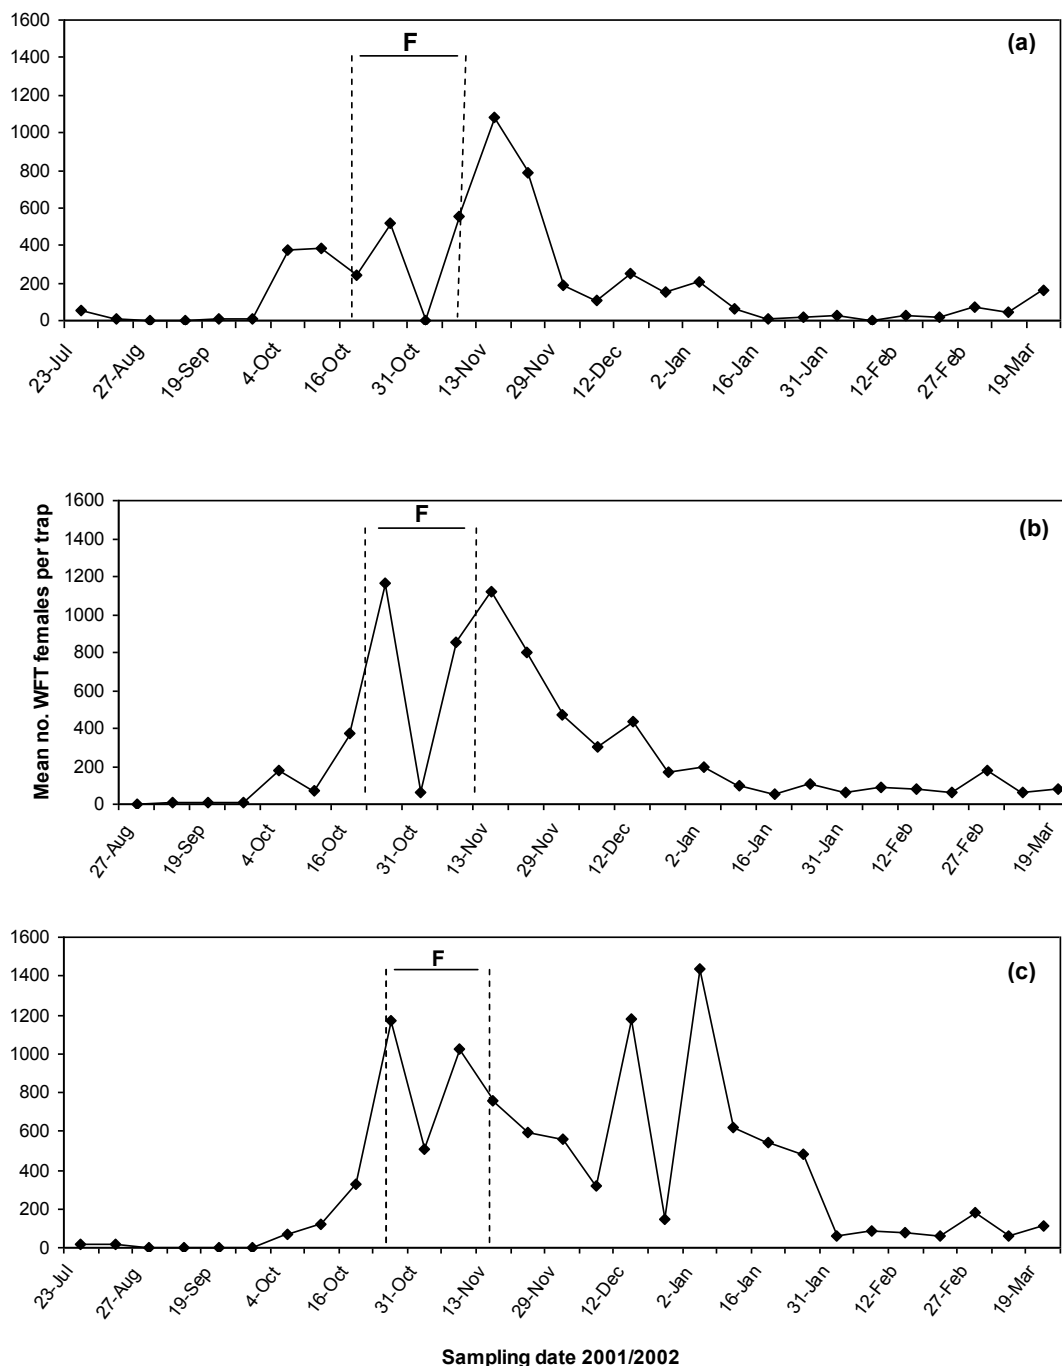 1600
1400
1200
1000
800
600
400
200
0
F
(a)
23-Jul
27-Aug
19-Sep
4-Oct
16-Oct
31-Oct
13-Nov
29-Nov
12-Dec
2-Jan
16-Jan
31-Jan
12-Feb
27-Feb
19-Mar
Mean no. WFT females per trap
1600
1400
1200
1000
800
600
400
200
0
F
(b)
27-Aug
19-Sep
4-Oct
16-Oct
31-Oct
13-Nov
29-Nov
12-Dec
2-Jan
16-Jan
31-Jan
12-Feb
27-Feb
19-Mar
1600
1400
1200
1000
800
600
400
200
0
F
(c)
23-Jul
27-Aug
19-Sep
4-Oct
16-Oct
31-Oct
13-Nov
29-Nov
12-Dec
2-Jan
16-Jan
31-Jan
12-Feb
27-Feb
19-Mar
Sampling date 2001/2002